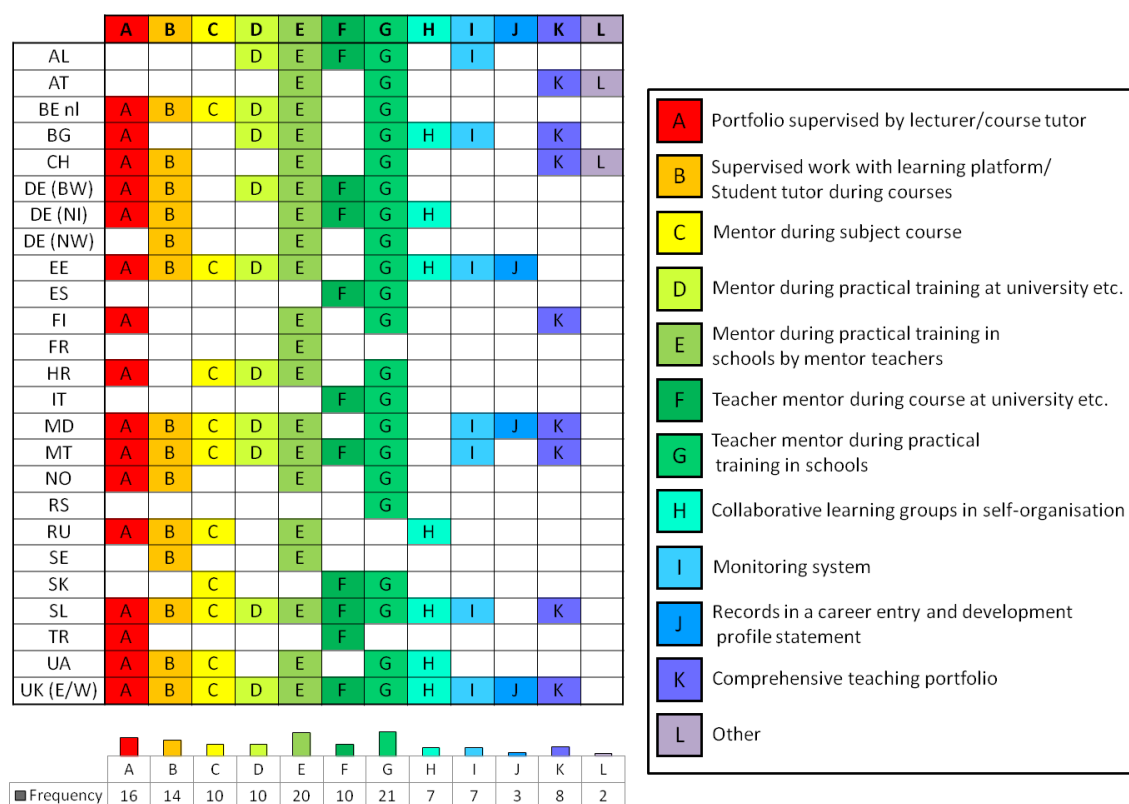 A B C D E F G H I J K L
AL D E F G I
AT E G K L
BE nl A B C D E G
BG A D E G H I K
CH A B E G K L
DE (BW) A B D E F G
DE (NI) A B E F G H
DE (NW) B E G
EE A B C D E G H I J
ES F G
FI A E G K
FR E
HR A C D E G
IT F G
MD A B C D E G I J K
MT A B C D E F G I K
NO A B E G
RS G
RU A B C E H
SE B E
SK C F G
SL A B C D E F G H I K
TR A F
UA A B C E G H
UK (E/W) A B C D E F G H I J K
A B C D E F G H I J K L
Frequency 16 14 10 10 20 10 21 7 7 3 8 2
A Portfolio supervised by lecturer/course tutor
B Supervised work with learning platform/
Student tutor during courses
C Mentor during subject course
D Mentor during practical training at university etc.
E Mentor during practical training in
schools by mentor teachers
F Teacher mentor during course at university etc.
G Teacher mentor during practical
training in schools
H Collaborative learning groups in self-organisation
I Monitoring system
J Records in a career entry and development
profile statement
K Comprehensive teaching portfolio
L Other